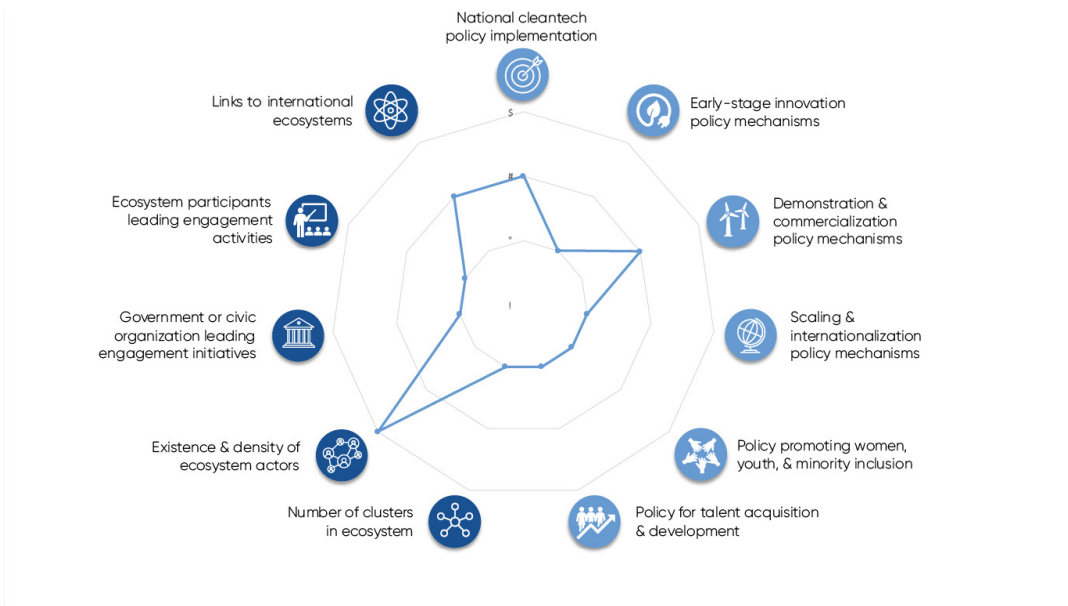 National cleantech
policy implementation
Links to international
ecosystems
Early-stage innovation
policy mechanisms
$
#
"
!
Ecosystem participants
leading engagement
activities
Demonstration &
commercialization
policy mechanisms
Government or civic
organization leading
engagement initiatives
Scaling &
internationalization
policy mechanisms
Existence & density of
ecosystem actors
Policy promoting women,
youth, & minority inclusion
Number of clusters
in ecosystem
Policy for talent acquisition
& development